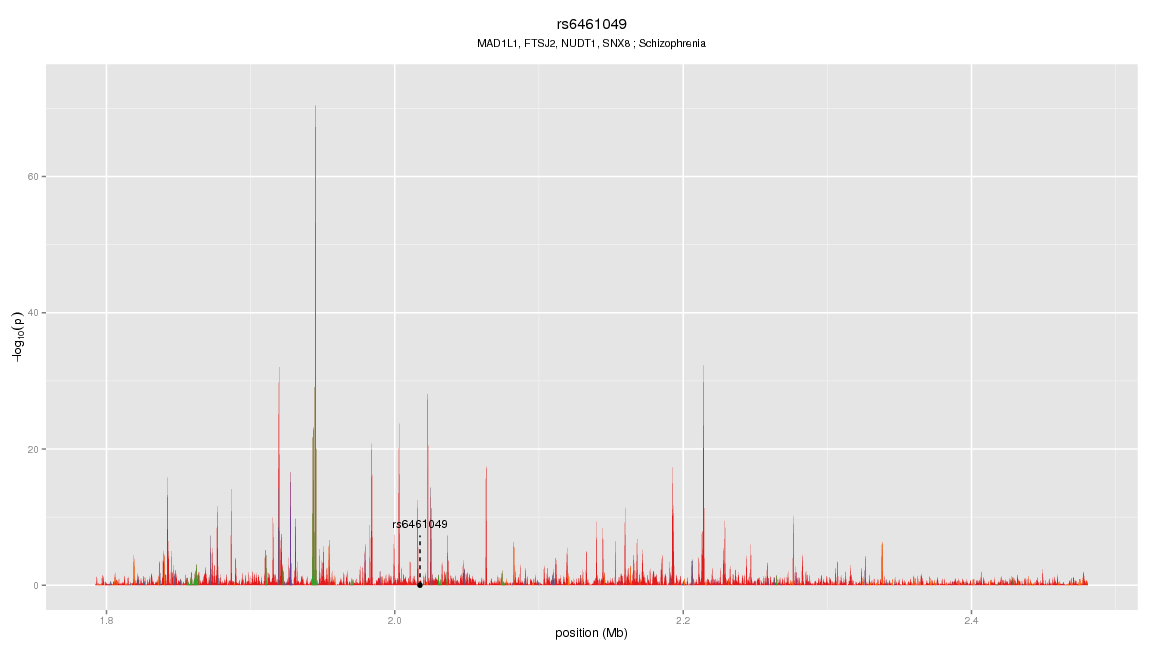 rs6461049
MAD1L1, FTSJ2, NUDT1, SNX8 ; Schizophrenia
60
40
20
0
-log10(p)
rs6461049
1.8 2.0 2.2 2.4
position (Mb)